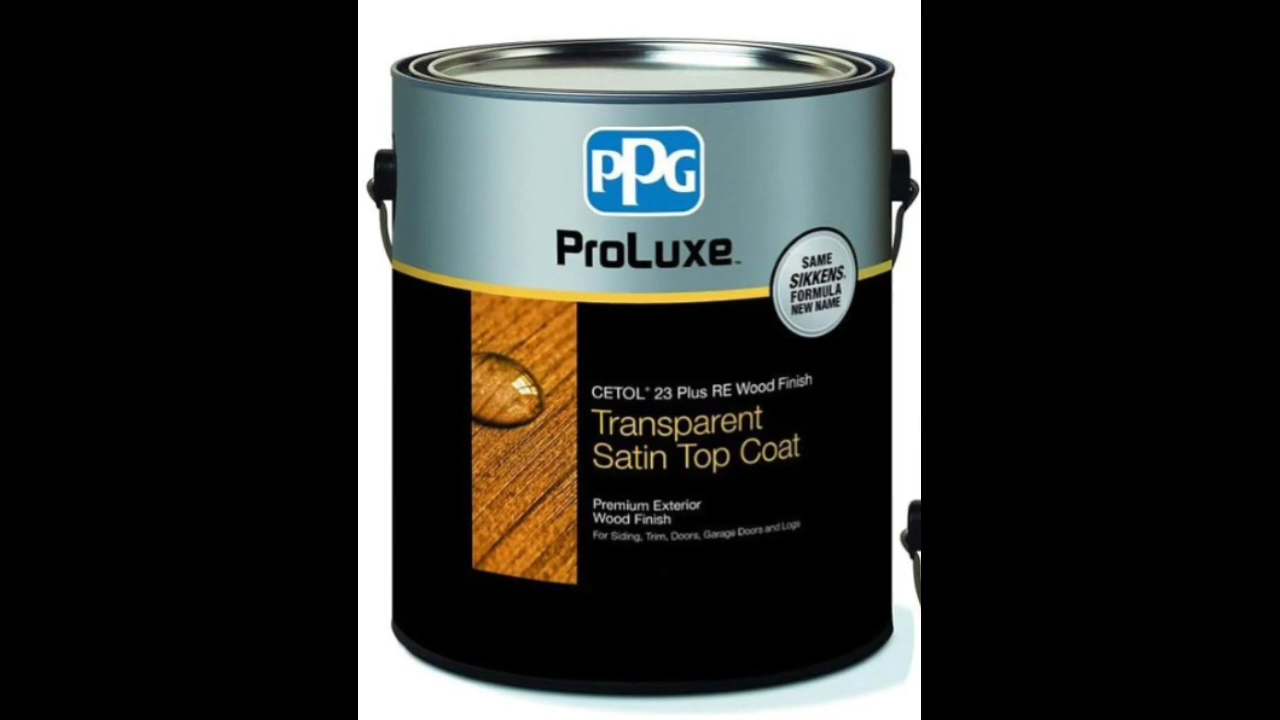 PPG
ProLuxe™
SAME
SIKKENS®
FORMULA
NEW NAME
CETOL® 23 Plus RE Wood Finish
Transparent
Satin Top Coat
Premium Exterior
Wood Finish
For Siding, Trim, Doors, Garage Doors and Logs